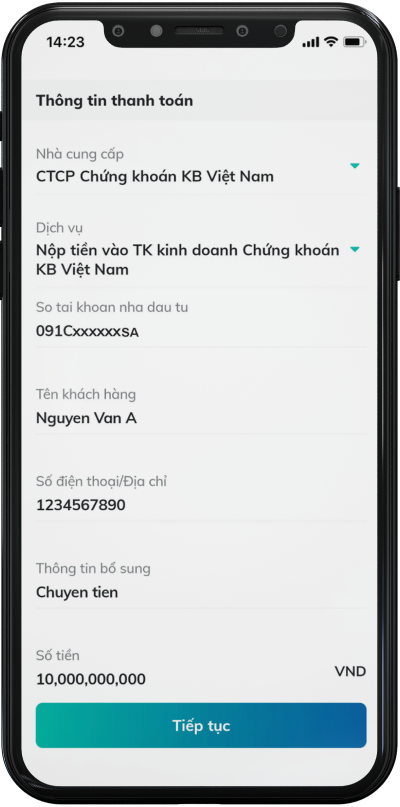 14:23
Thông tin thanh toán
Nhà cung cấp
CTCP Chứng khoán KB Việt Nam
Dịch vụ
Nộp tiền vào TK kinh doanh Chứng khoán
KB Việt Nam
So tai khoan nha dau tu
091CxxxxxxSA
Tên khách hàng
Nguyen Van A
Số điện thoại/Địa chỉ
1234567890
Thông tin bổ sung
Chuyen tien
Số tiền
10,000,000,000 VND
Tiếp tục